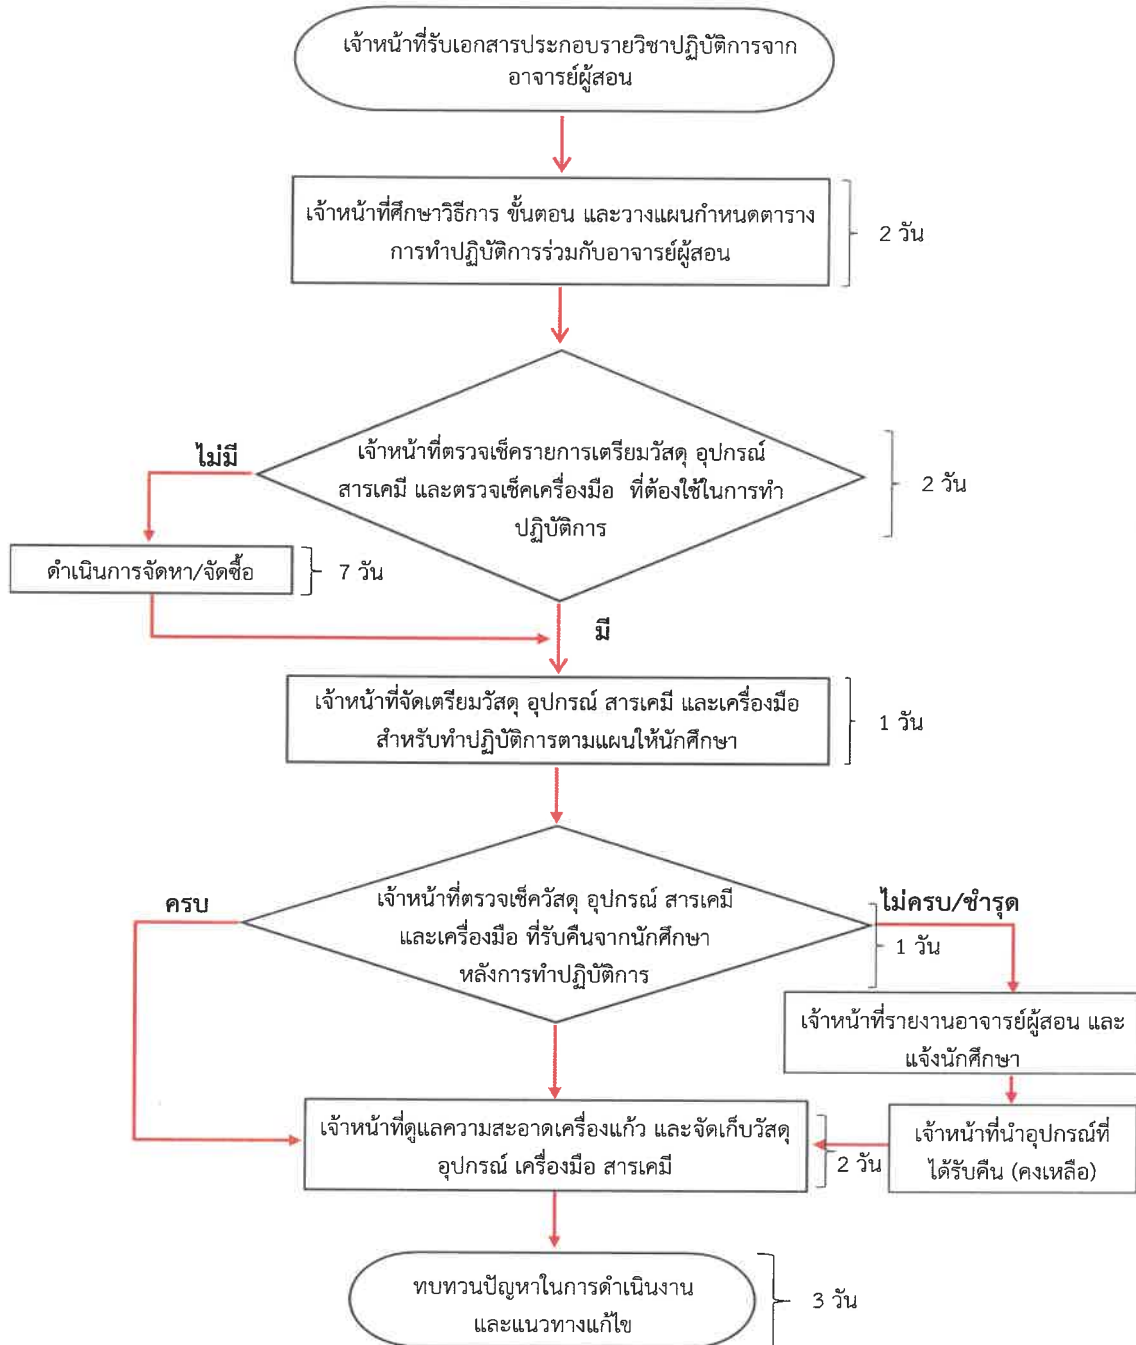 เจ้าหน้าที่รับเอกสารประกอบรายวิชาปฏิบัติการจาก
อาจารย์ผู้สอน
เจ้าหน้าที่ศึกษาวิธีการ ขั้นตอน และวางแผนกำหนดตาราง
การทำปฏิบัติการร่วมกับอาจารย์ผู้สอน
2 วัน
เจ้าหน้าที่ตรวจเช็ครายการเตรียมวัสดุ อุปกรณ์
สารเคมี และตรวจเช็คเครื่องมือ ที่ต้องใช้ในการทำ
ปฏิบัติการ
2 วัน
ไม่มี
ดำเนินการจัดหา/จัดซื้อ
7 วัน
มี
เจ้าหน้าที่จัดเตรียมวัสดุ อุปกรณ์ สารเคมี และเครื่องมือ
สำหรับทำปฏิบัติการตามแผนให้นักศึกษา
1 วัน
เจ้าหน้าที่ตรวจเช็ควัสดุ อุปกรณ์ สารเคมี
และเครื่องมือ ที่รับคืนจากนักศึกษา
หลังการทำปฏิบัติการ
ครบ
ไม่ครบ/ชำรุด
1 วัน
เจ้าหน้าที่รายงานอาจารย์ผู้สอน และ
แจ้งนักศึกษา
เจ้าหน้าที่ดูแลความสะอาดเครื่องแก้ว และจัดเก็บวัสดุ
อุปกรณ์ เครื่องมือ สารเคมี
2 วัน
เจ้าหน้าที่นำอุปกรณ์ที่
ได้รับคืน (คงเหลือ)
ทบทวนปัญหาในการดำเนินงาน
และแนวทางแก้ไข
3 วัน